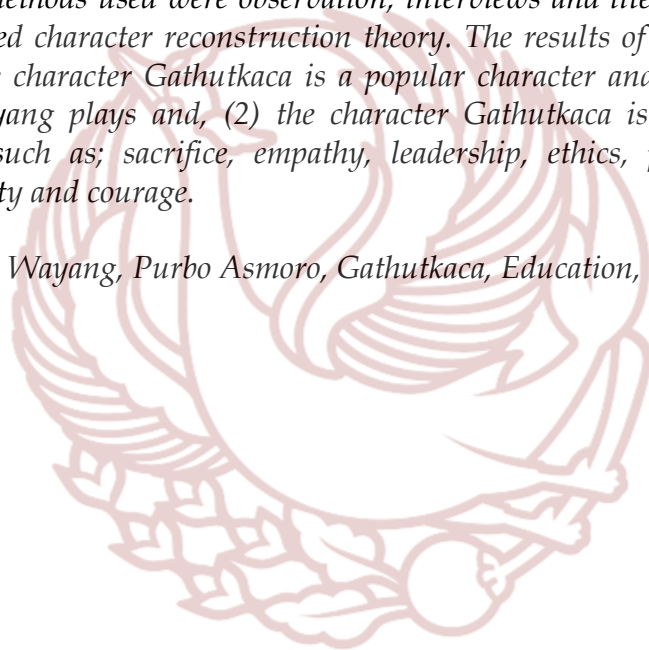 methods used were observation, interviews and
ed character reconstruction theory. The results of
character Gathutkaca is a popular character and
yang plays and, (2) the character Gathutkaca is
such as; sacrifice, empathy, leadership, ethics,
ty and courage.
Wayang, Purbo Asmoro, Gathutkaca, Education,